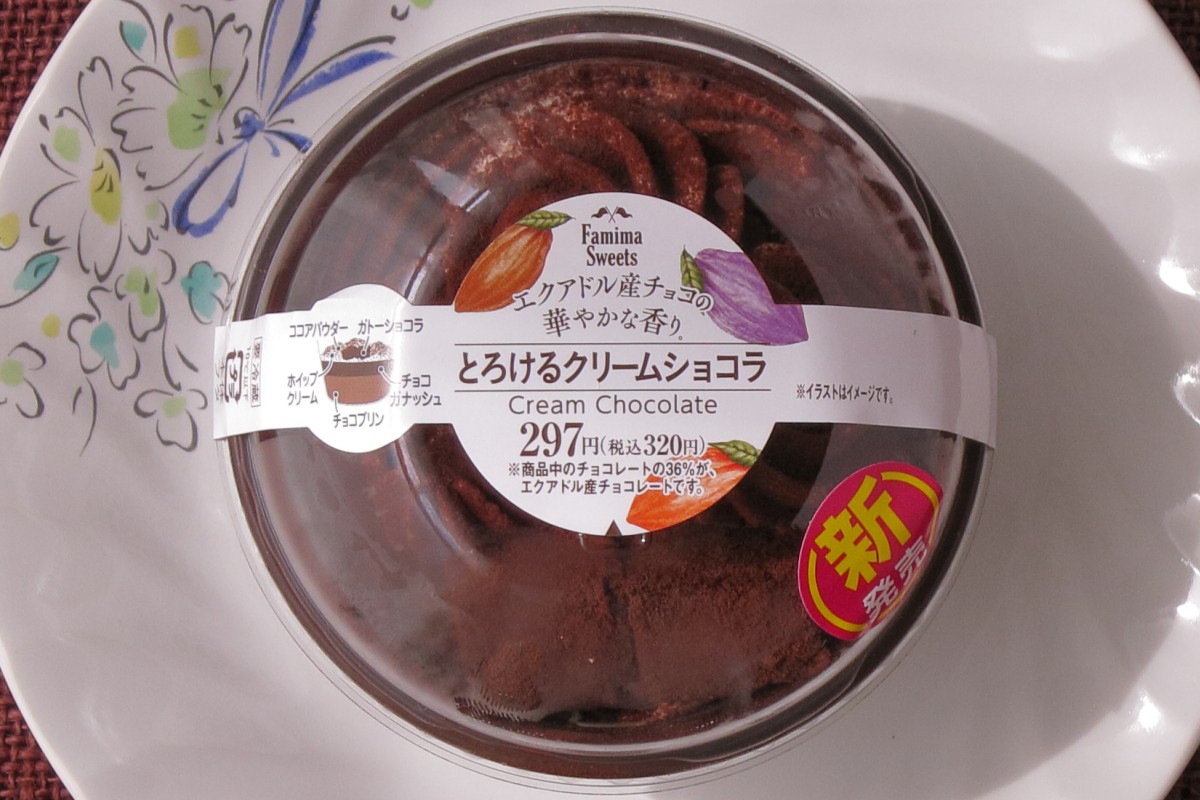 Famima
Sweets
エクアドル産チョコの、
華やかな香り。
とろけるクリームショコラ
Cream Chocolate
297円(税込320円)
※商品中のチョコレートの36%が、
エクアドル産チョコレートです。
ココアパウダー ガトーショコラ
ホイップ
クリーム
チョコ
ガナッシュ
チョコプリン
要冷蔵
※イラストはイメージです。
新
発売